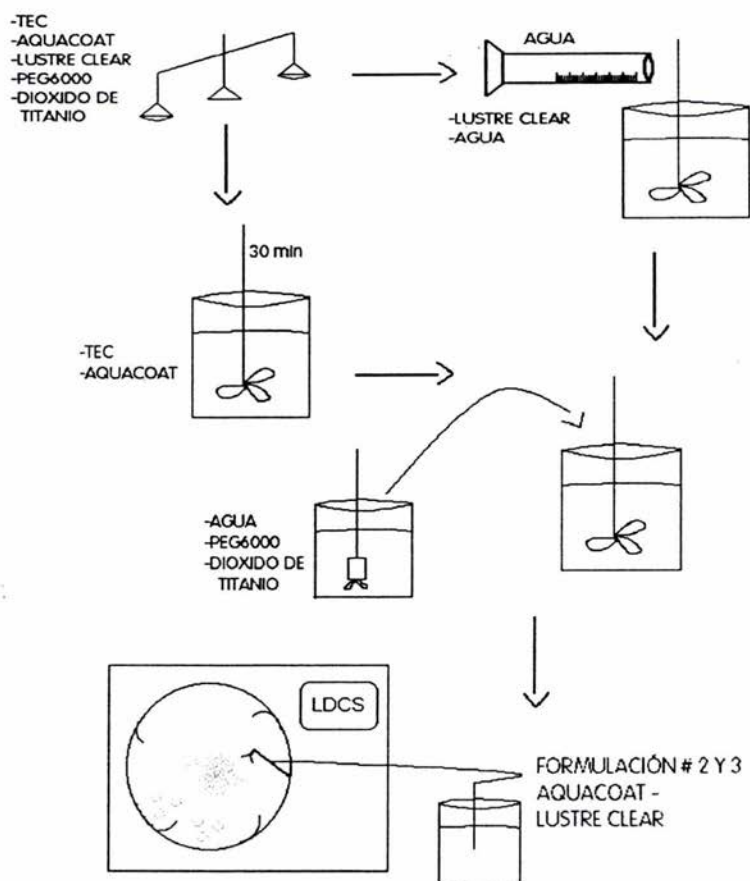 -TEC
-AQUACOAT
-LUSTRE CLEAR
-PEG6000
-DIOXIDO DE
TITANIO
AGUA
-LUSTRE CLEAR
-AGUA
30 min
-TEC
-AQUACOAT
-AGUA
-PEG6000
-DIOXIDO DE
TITANIO
LDCS
FORMULACIÓN # 2 Y 3
AQUACOAT -
LUSTRE CLEAR